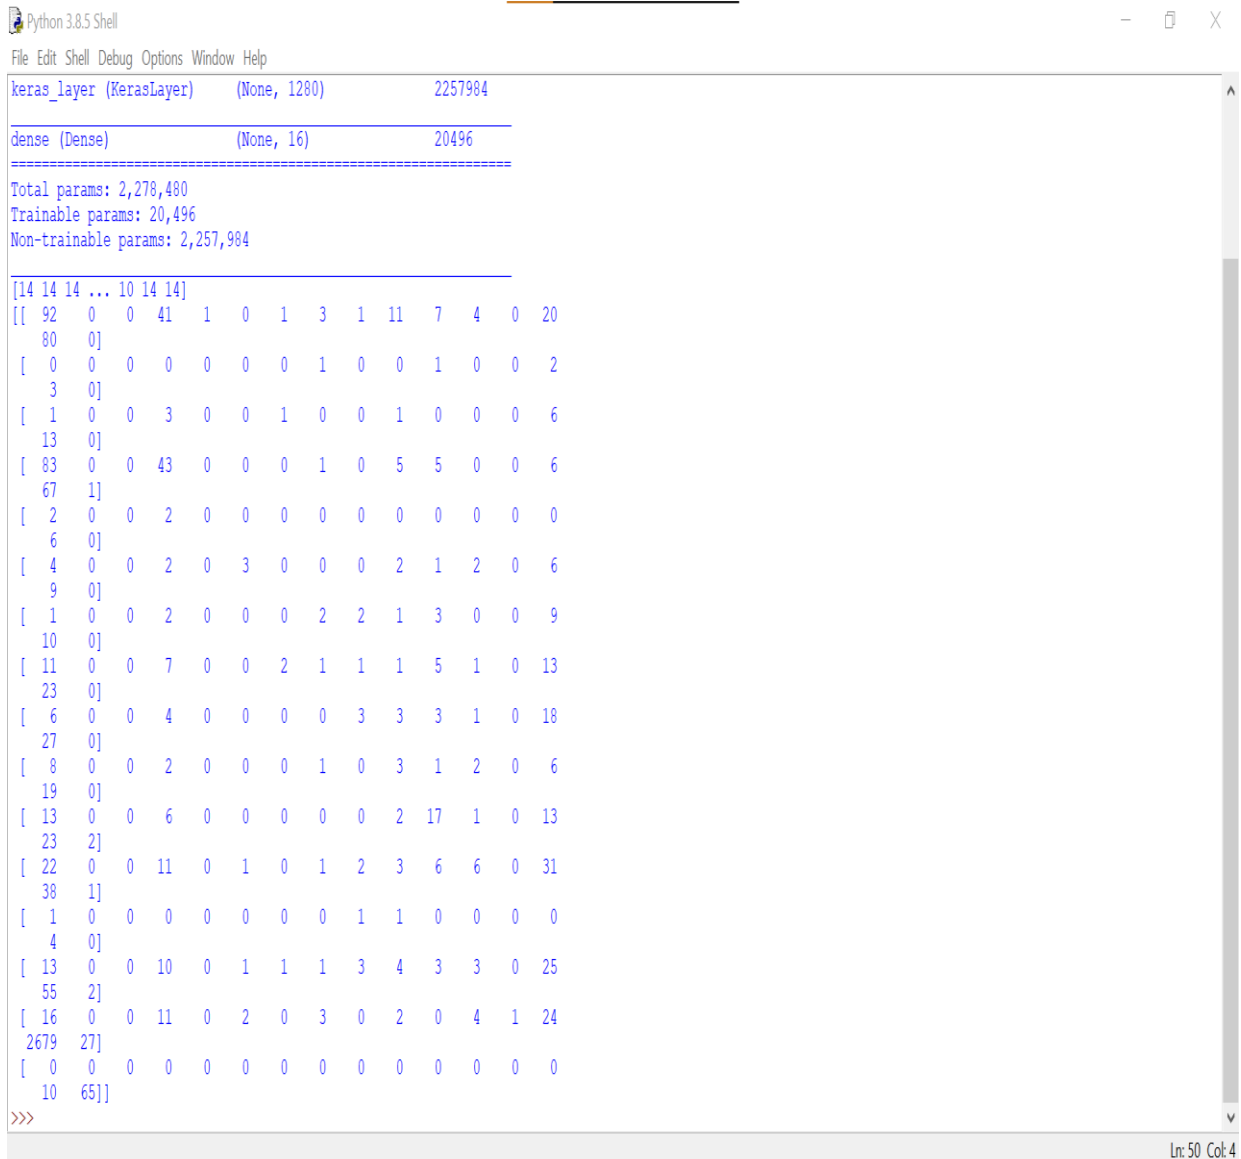 Python 3.8.5 Shell
File Edit Shell Debug Options Window Help
keras_layer (KerasLayer) (None, 1280) 2257984
dense (Dense) (None, 16) 20496
=================================================================
Total params: 2,278,480
Trainable params: 20,496
Non-trainable params: 2,257,984
[14 14 14 ... 10 14 14]
[[ 92 0 0 41 1 0 1 3 1 11 7 4 0 20
80 0]
[ 0 0 0 0 0 0 0 1 0 0 1 0 0 2
3 0]
[ 1 0 0 3 0 0 1 0 0 1 0 0 0 6
13 0]
[ 83 0 0 43 0 0 0 1 0 5 5 0 0 6
67 1]
[ 2 0 0 2 0 0 0 0 0 0 0 0 0 0
6 0]
[ 4 0 0 2 0 3 0 0 0 2 1 2 0 6
9 0]
[ 1 0 0 2 0 0 0 2 2 1 3 0 0 9
10 0]
[ 11 0 0 7 0 0 2 1 1 1 5 1 0 13
23 0]
[ 6 0 0 4 0 0 0 0 3 3 3 1 0 18
27 0]
[ 8 0 0 2 0 0 0 1 0 3 1 2 0 6
19 0]
[ 13 0 0 6 0 0 0 0 0 2 17 1 0 13
23 2]
[ 22 0 0 11 0 1 0 1 2 3 6 6 0 31
38 1]
[ 1 0 0 0 0 0 0 0 1 1 0 0 0 0
4 0]
[ 13 0 0 10 0 1 1 1 3 4 3 3 0 25
55 2]
[ 16 0 0 11 0 2 0 3 0 2 0 4 1 24
2679 27]
[ 0 0 0 0 0 0 0 0 0 0 0 0 0 0
10 65]]
>>>
Ln: 50 Col: 4